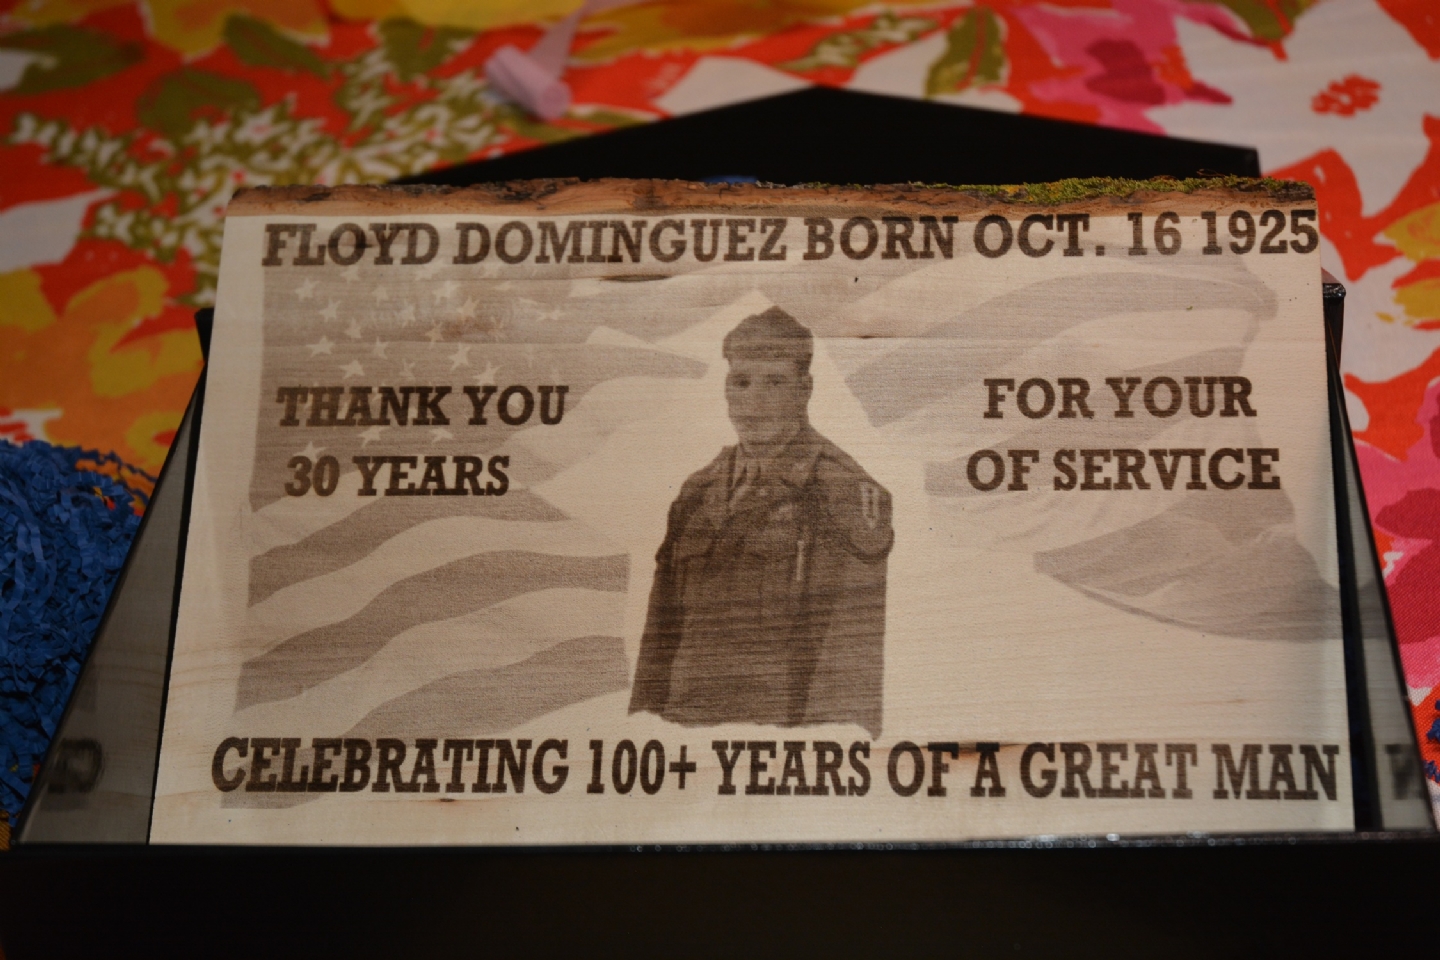 FLOYD DOMINGUEZ BORN OCT. 16 1925
THANK YOU FOR YOUR
30 YEARS OF SERVICE
CELEBRATING 100+ YEARS OF A GREAT MAN